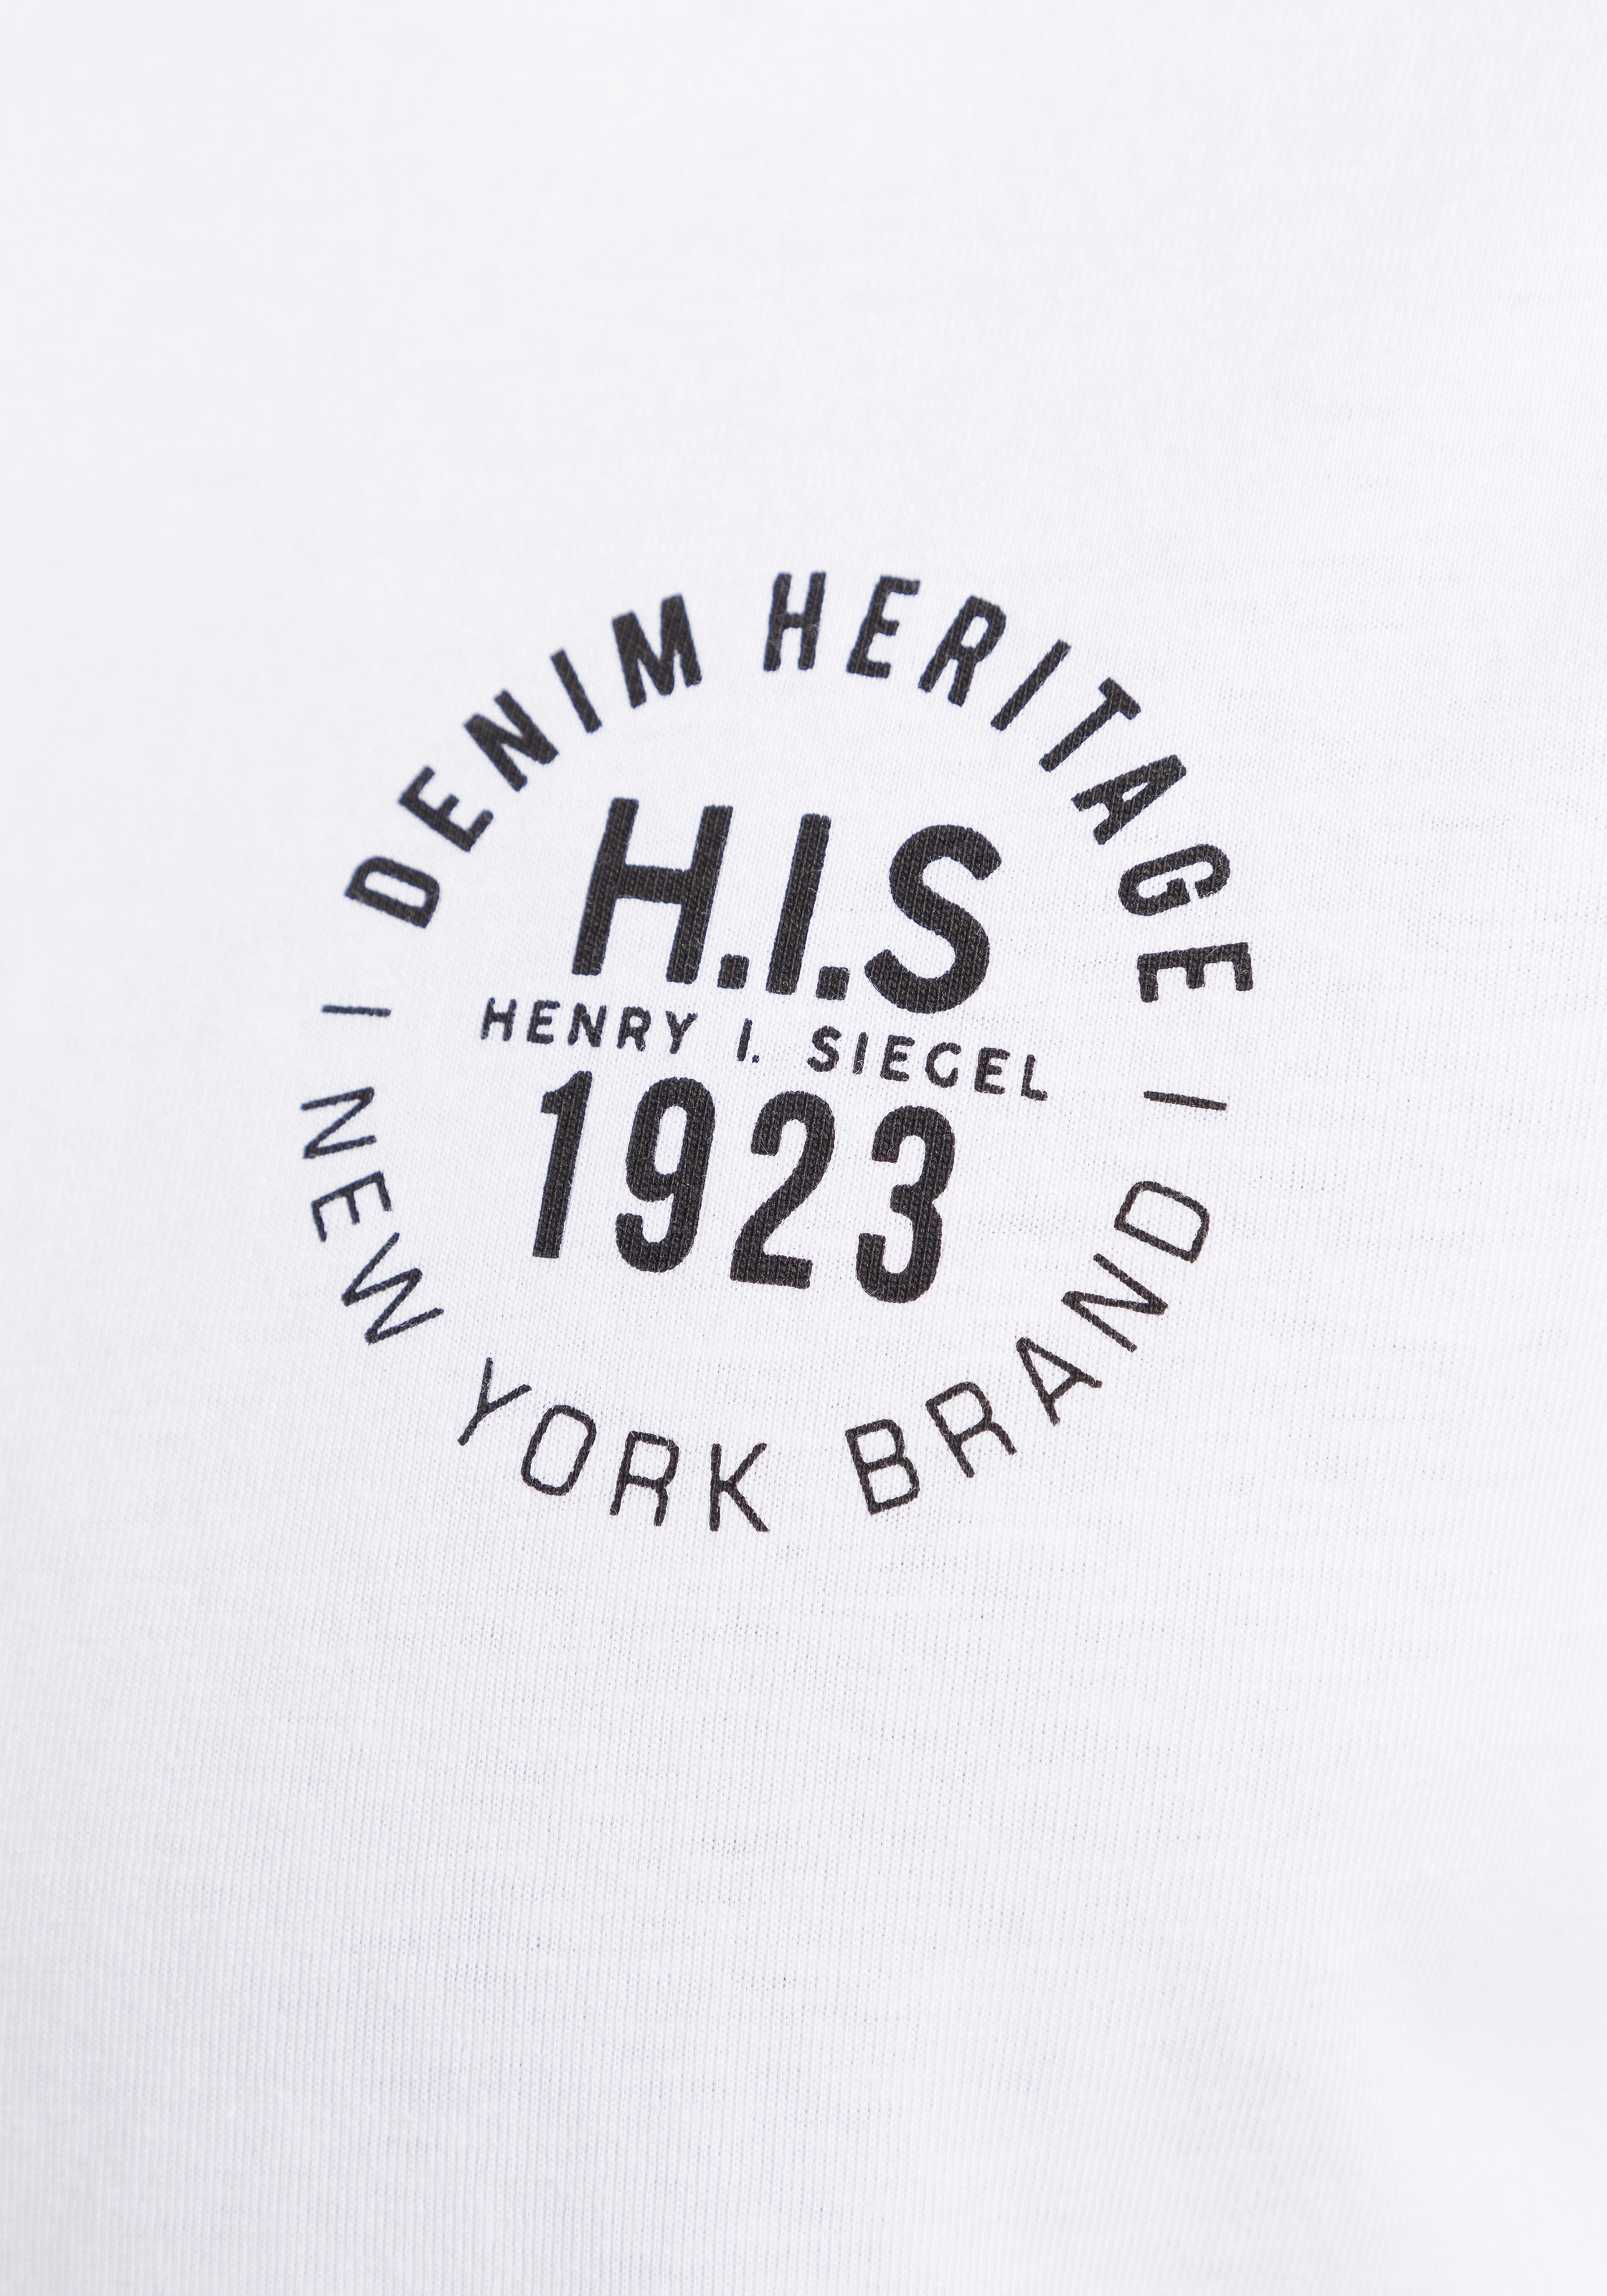 DENIM HERITAGE
H.I.S
HENRY I. SIEGEL
1923
NEW YORK BRAND